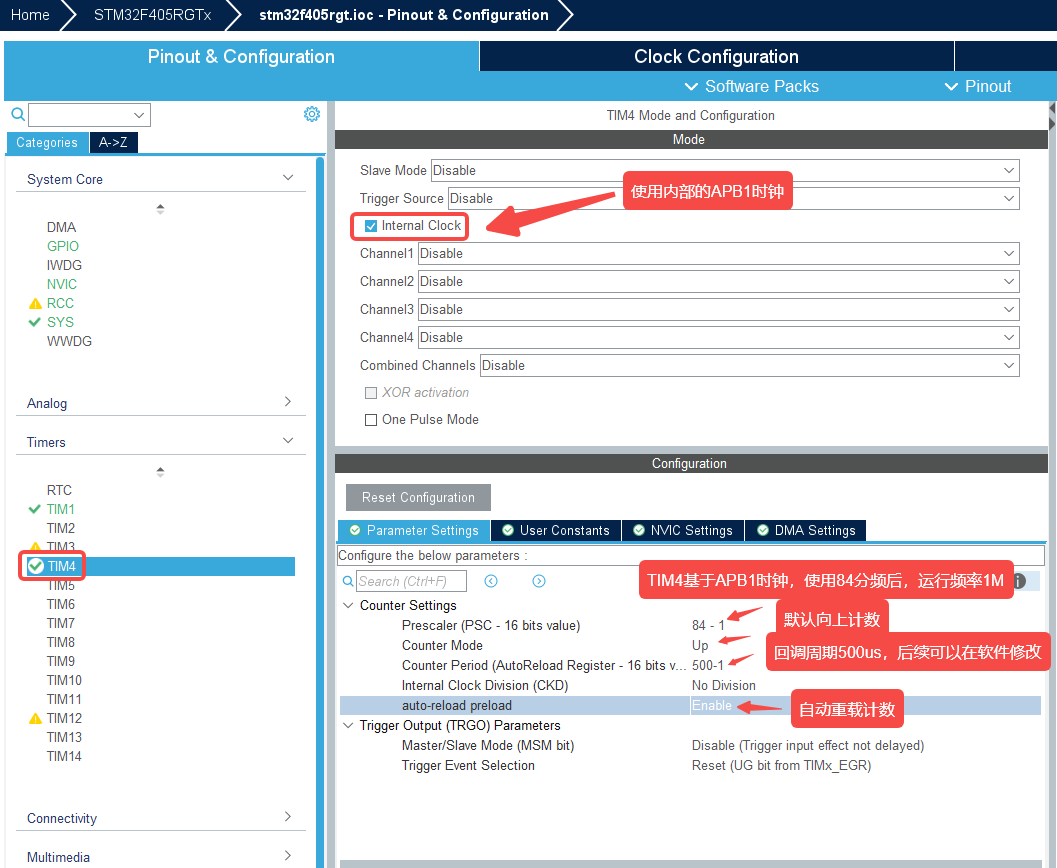 Home STM32F405RGTx stm32f405rgt.ioc - Pinout & Configuration
Pinout & Configuration Clock Configuration
Software Packs Pinout
Categories A->Z
System Core
DMA
GPIO
IWDG
NVIC
RCC
SYS
WWDG
Analog
Timers
RTC
TIM1
TIM2
TIM3
TIM4
TIM5
TIM6
TIM7
TIM8
TIM9
TIM10
TIM11
TIM12
TIM13
TIM14
Connectivity
Multimedia
TIM4 Mode and Configuration
Mode
Slave Mode Disable
Trigger Source Disable
使用内部的APB1时钟
Internal Clock
Channel1 Disable
Channel2 Disable
Channel3 Disable
Channel4 Disable
Combined Channels Disable
XOR activation
One Pulse Mode
Configuration
Reset Configuration
Parameter Settings User Constants NVIC Settings DMA Settings
Configure the below parameters :
Search (Ctrl+F)
TIM4基于APB1时钟，使用84分频后，运行频率1M
Counter Settings
Prescaler (PSC - 16 bits value) 84 - 1
默认向上计数
Counter Mode Up
Counter Period (AutoReload Register - 16 bits v... 500-1
回调周期500us，后续可以在软件修改
Internal Clock Division (CKD) No Division
auto-reload preload Enable
自动重载计数
Trigger Output (TRGO) Parameters
Master/Slave Mode (MSM bit) Disable (Trigger input effect not delayed)
Trigger Event Selection Reset (UG bit from TIMx_EGR)